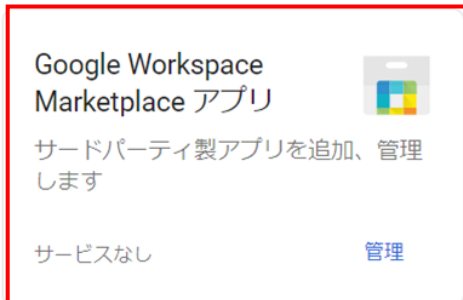 Google Workspace
Marketplace アプリ
サードパーティ製アプリを追加、管理
します
サービスなし
管理